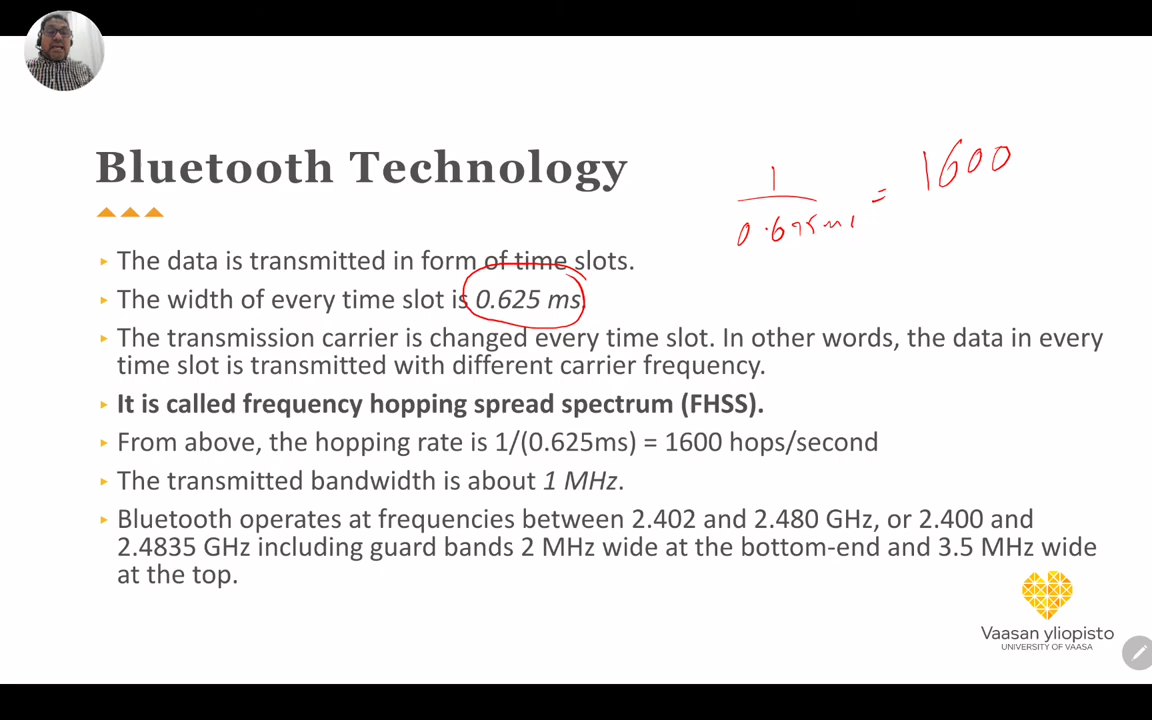 Bluetooth Technology
1
0.625ms
= 1600
The data is transmitted in form of time slots.
The width of every time slot is 0.625 ms.
The transmission carrier is changed every time slot. In other words, the data in every
time slot is transmitted with different carrier frequency.
It is called frequency hopping spread spectrum (FHSS).
From above, the hopping rate is 1/(0.625ms) = 1600 hops/second
The transmitted bandwidth is about 1 MHz.
Bluetooth operates at frequencies between 2.402 and 2.480 GHz, or 2.400 and
2.4835 GHz including guard bands 2 MHz wide at the bottom-end and 3.5 MHz wide
at the top.
Vaasan yliopisto
UNIVERSITY OF VAASA